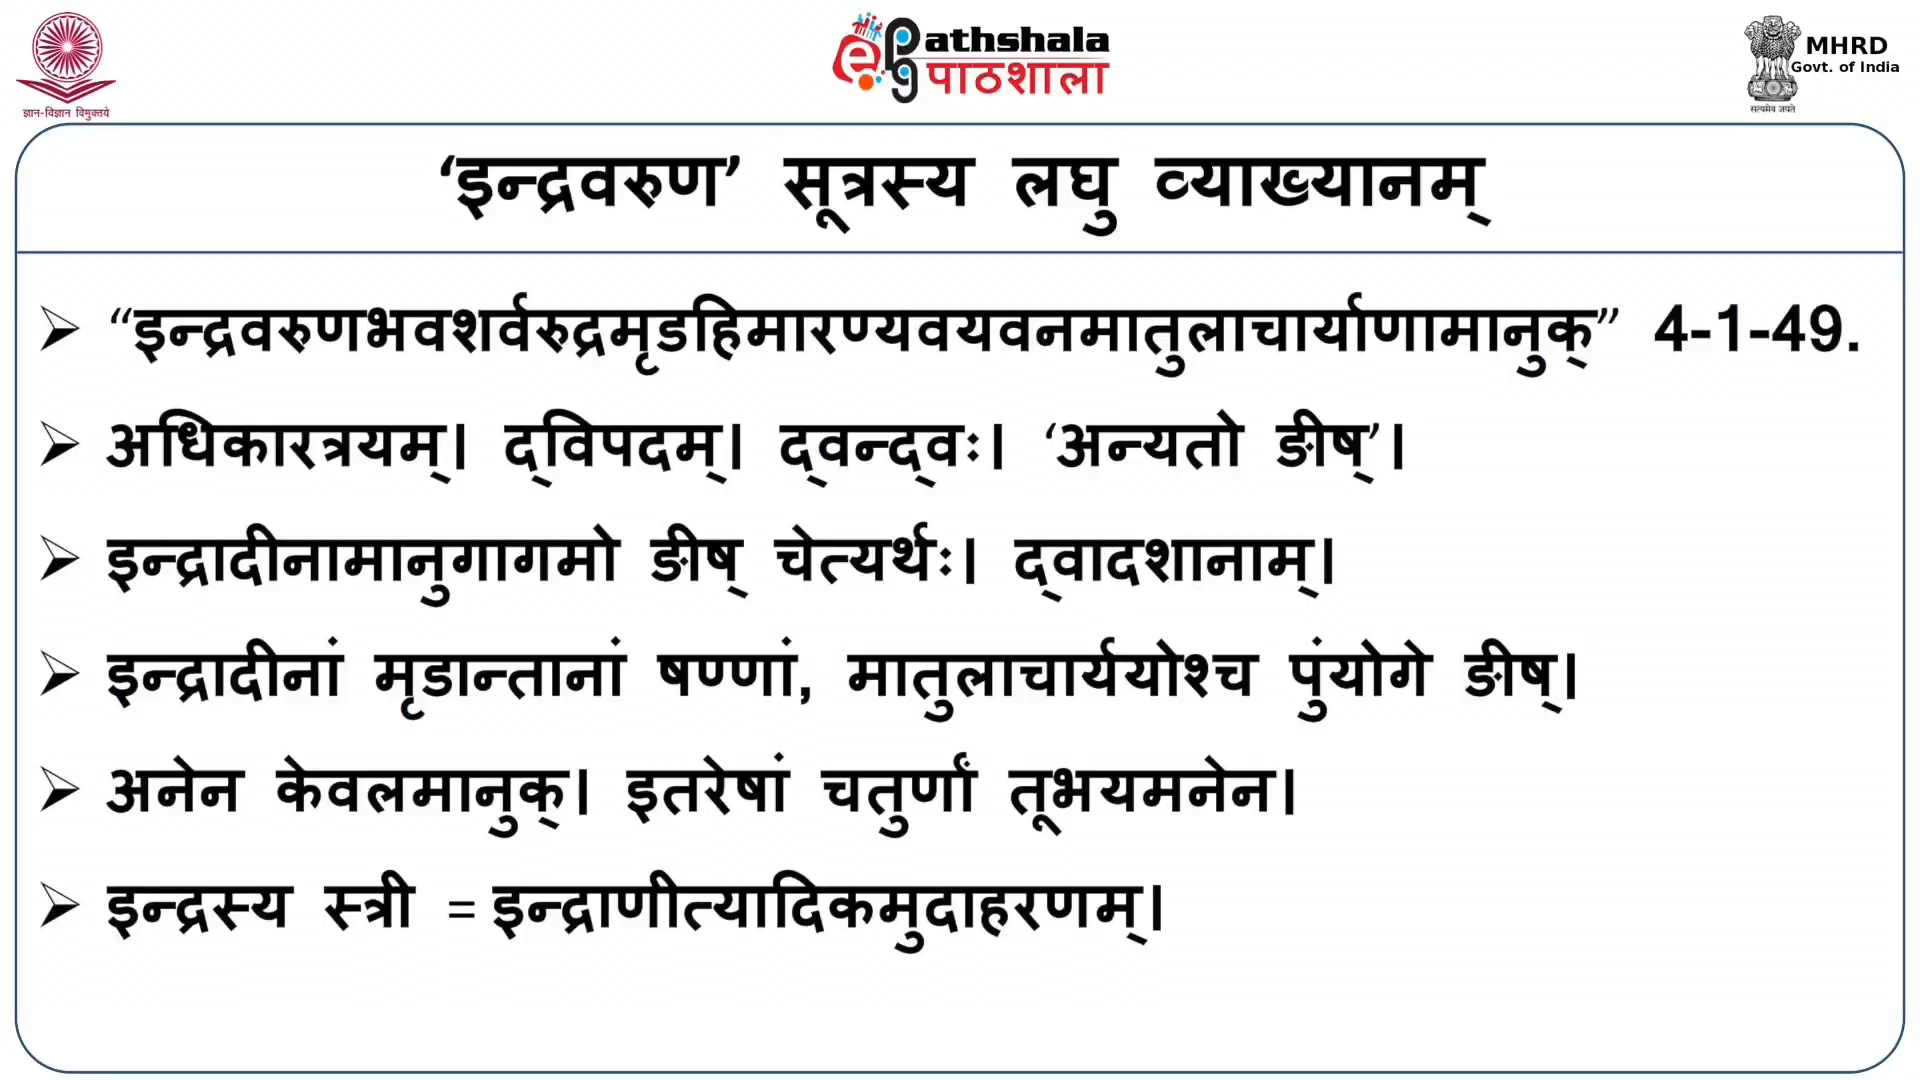 ज्ञान-विज्ञान विमुक्तये
ePathshala
पाठशाला
MHRD
Govt. of India
सत्यमेव जयते
‘इन्द्रवरुण’ सूत्रस्य लघु व्याख्यानम्
“इन्द्रवरुणभवशर्वरुद्रमृडहिमारण्यवयवनमातुलाचार्याणामानुक्” 4-1-49.
अधिकारत्रयम्। द्विपदम्। द्वन्द्वः। ‘अन्यतो ङीष्’।
इन्द्रादीनामानुगागमो ङीष् चेत्यर्थः। द्वादशानाम्।
इन्द्रादीनां मृडान्तानां षण्णां, मातुलाचार्ययोश्च पुंयोगे ङीष्।
अनेन केवलमानुक्। इतरेषां चतुर्णां तूभयमनेन।
इन्द्रस्य स्त्री = इन्द्राणीत्यादिकमुदाहरणम्।